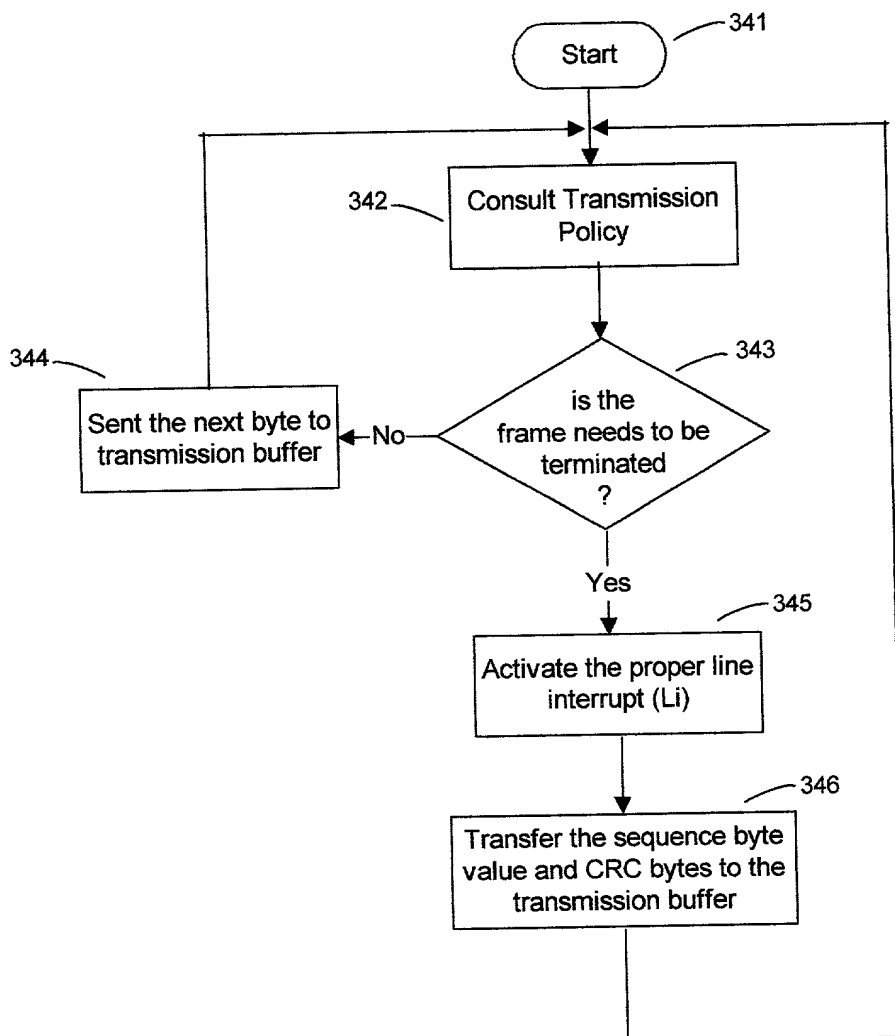 341
Start
342
Consult Transmission
Policy
343
344
is the
frame needs to be
terminated
?
No
Sent the next byte to
transmission buffer
Yes
345
Activate the proper line
interrupt (Li)
346
Transfer the sequence byte
value and CRC bytes to the
transmission buffer